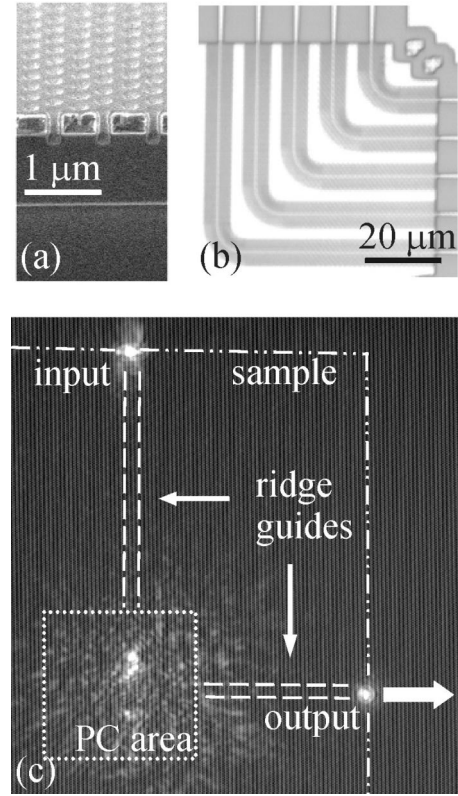 1 μm
(a)
(b)
20 μm
input
sample
ridge
guides
output
PC area
(c)